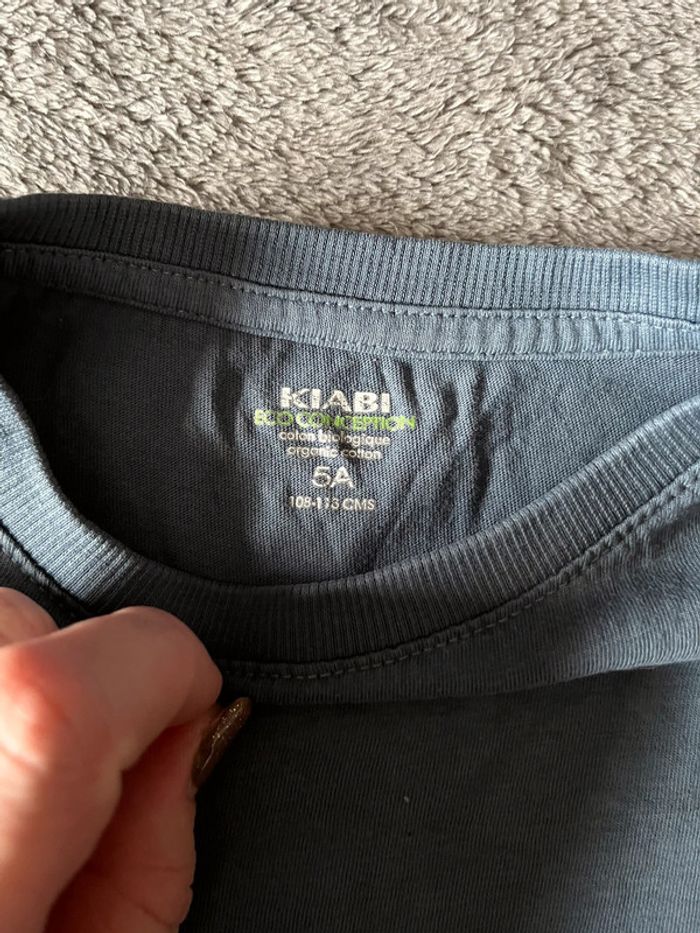 KIABI
ECO CONCEPTION
coton biologique
organic cotton
5A
108-113 CMS